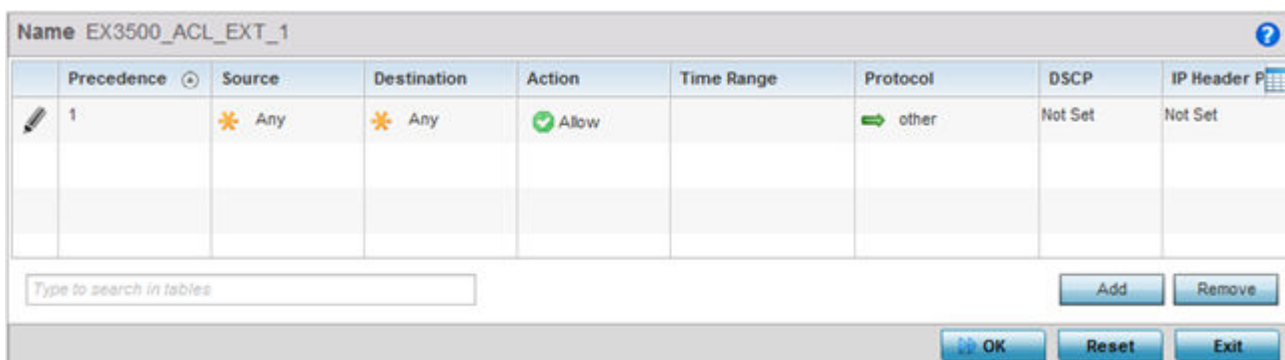 Name EX3500_ACL_EXT_1
Precedence Source Destination Action Time Range Protocol DSCP IP Header P
1 Any Any Allow other Not Set Not Set
Type to search in tables
Add Remove
OK Reset Exit